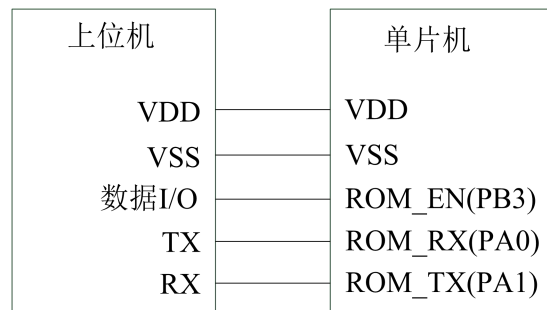 上位机 单片机
VDD VDD
VSS VSS
数据I/O ROM_EN(PB3)
TX ROM_RX(PA0)
RX ROM_TX(PA1)